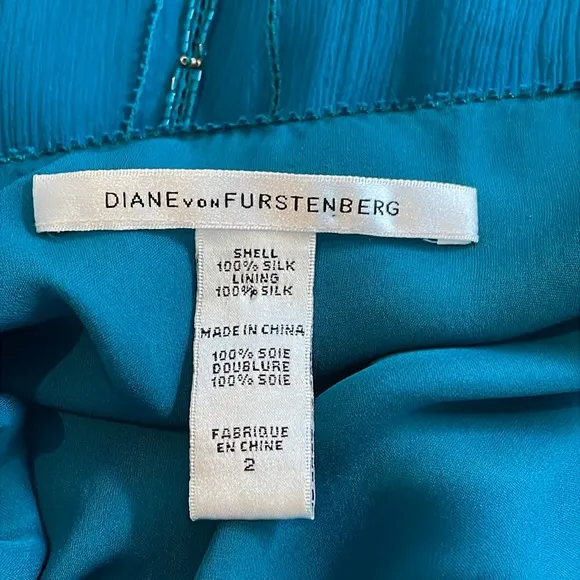 DIANE VON FURSTENBERG
SHELL
100% SILK
LINING
100% SILK
MADE IN CHINA
100% SOIE
DOUBLURE
100% SOIE
FABRIQUE
EN CHINE
2